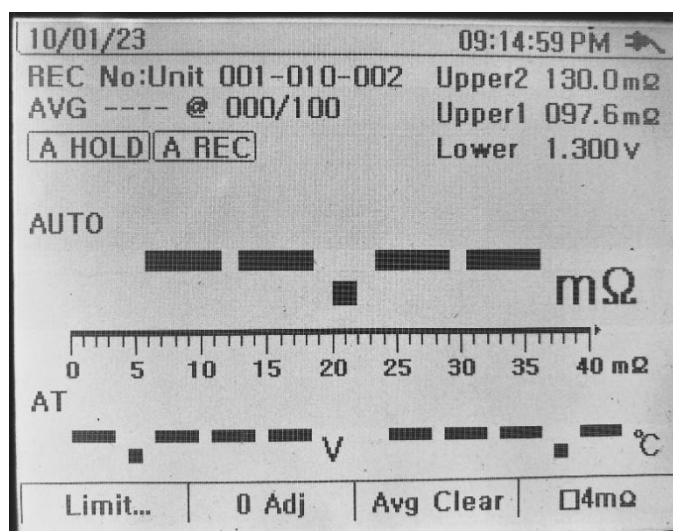 10/01/23 09:14:59 PM
REC No:Unit 001-010-002 Upper2 130.0mΩ
AVG ---- @ 000/100 Upper1 097.6mΩ
A HOLD A REC Lower 1.300v
AUTO
--.-- mΩ
0 5 10 15 20 25 30 35 40 mΩ
AT
-.--- V ---.- ℃
Limit... 0 Adj Avg Clear □4mΩ